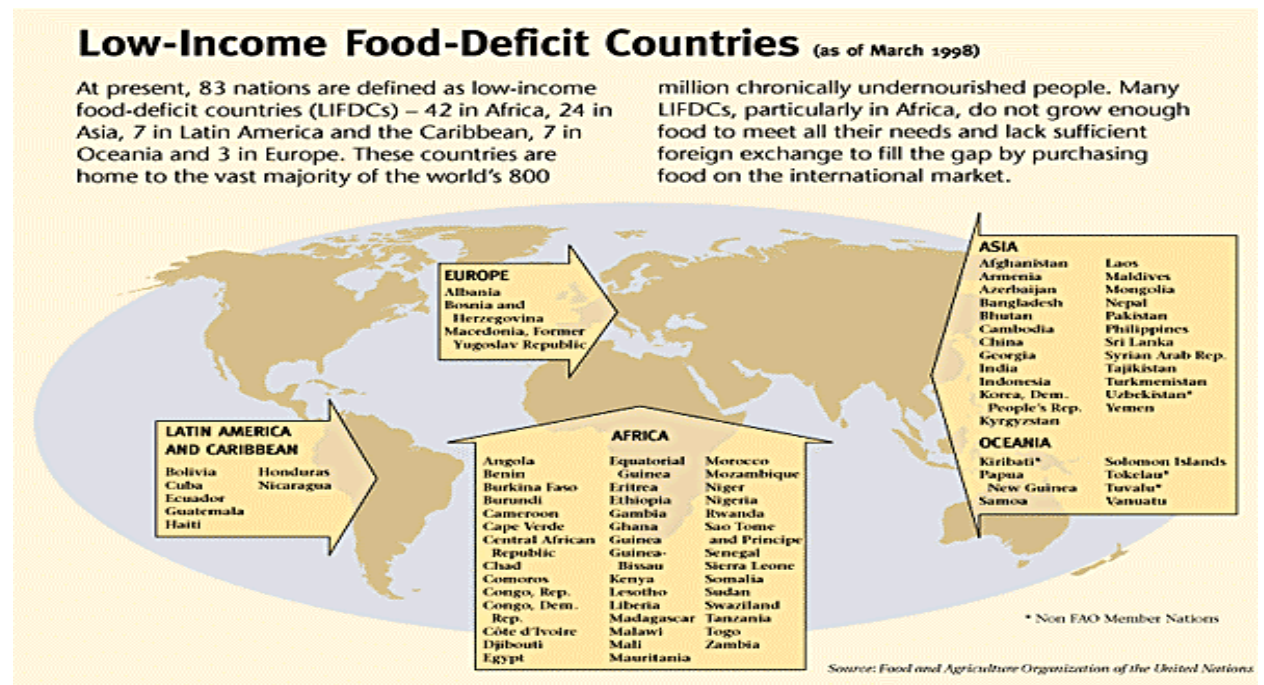 Low-Income Food-Deficit Countries (as of March 1998)
At present, 83 nations are defined as low-income
food-deficit countries (LIFDCs) – 42 in Africa, 24 in
Asia, 7 in Latin America and the Caribbean, 7 in
Oceania and 3 in Europe. These countries are
home to the vast majority of the world's 800
million chronically undernourished people. Many
LIFDCs, particularly in Africa, do not grow enough
food to meet all their needs and lack sufficient
foreign exchange to fill the gap by purchasing
food on the international market.
EUROPE
Albania
Bosnia and
Herzegovina
Macedonia, Former
Yugoslav Republic
LATIN AMERICA
AND CARIBBEAN
Bolivia
Cuba
Ecuador
Guatemala
Haiti
Honduras
Nicaragua
AFRICA
Angola
Benin
Burkina Faso
Burundi
Cameroon
Cape Verde
Central African
Republic
Chad
Comoros
Congo, Rep.
Congo, Dem.
Rep.
Côte d'Ivoire
Djibouti
Egypt
Equatorial
Guinea
Eritrea
Ethiopia
Gambia
Ghana
Guinea
Guinea-
Bissau
Kenya
Lesotho
Liberia
Madagascar
Malawi
Mali
Mauritania
Morocco
Mozambique
Niger
Nigeria
Rwanda
Sao Tome
and Principe
Senegal
Sierra Leone
Somalia
Sudan
Swaziland
Tanzania
Togo
Zambia
ASIA
Afghanistan
Armenia
Azerbaijan
Bangladesh
Bhutan
Cambodia
China
Georgia
India
Indonesia
Korea, Dem.
People's Rep.
Kyrgyzstan
Laos
Maldives
Mongolia
Nepal
Pakistan
Philippines
Sri Lanka
Syrian Arab Rep.
Tajikistan
Turkmenistan
Uzbekistan*
Yemen
OCEANIA
Kiribati*
Papua
New Guinea
Samoa
Solomon Islands
Tokelau*
Tuvalu*
Vanuatu
* Non FAO Member Nations
Source: Food and Agriculture Organization of the United Nations